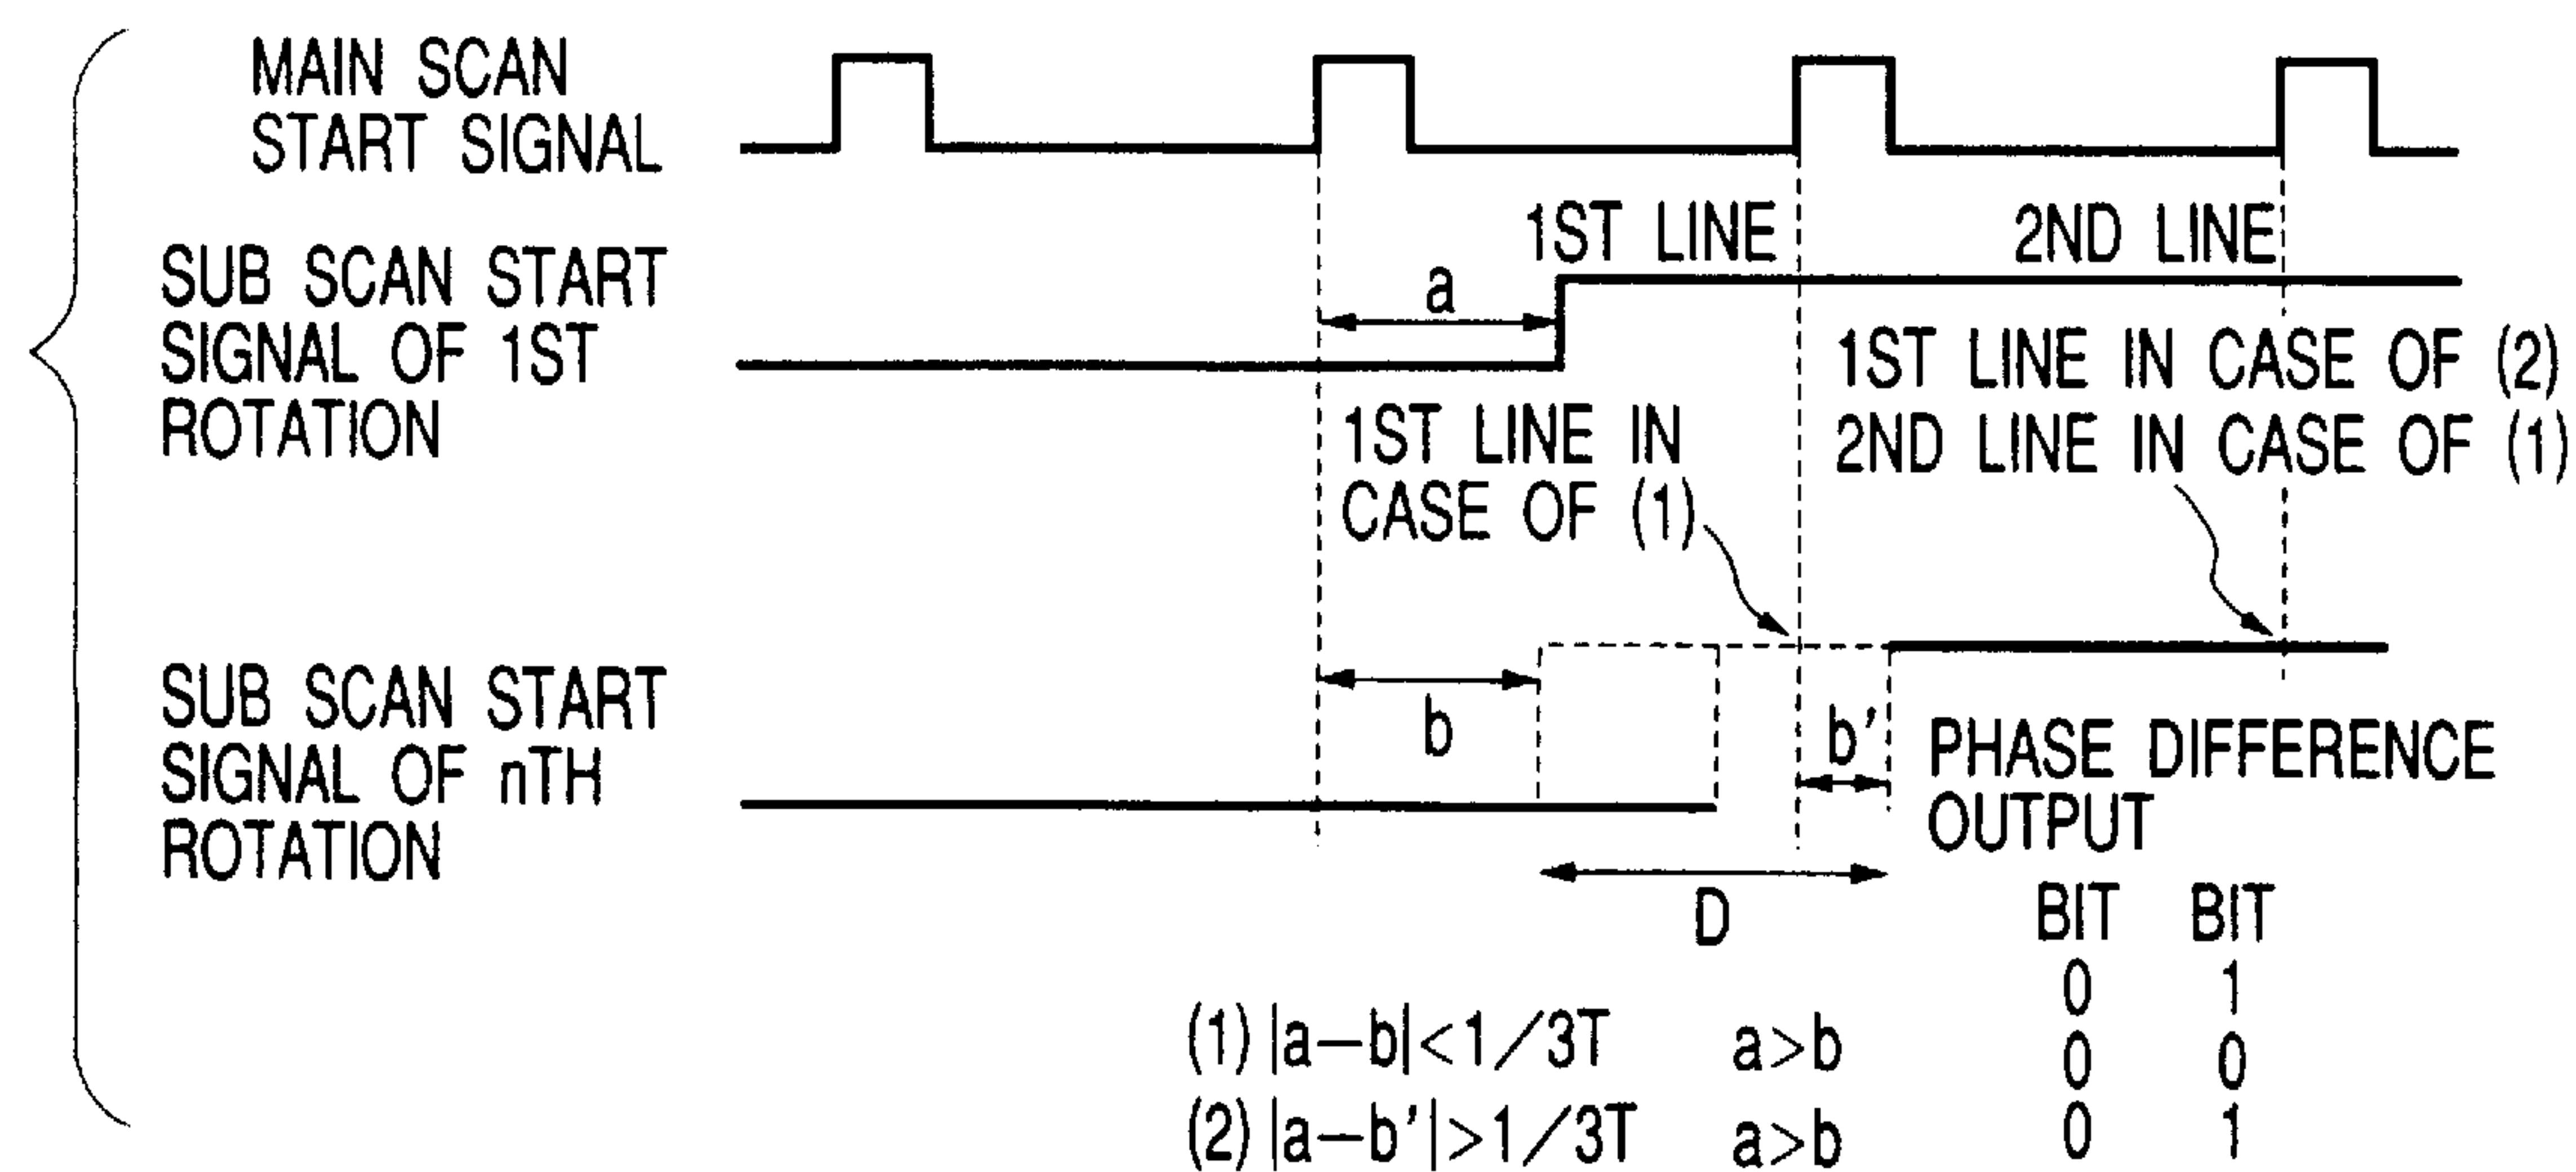 MAIN SCAN
START SIGNAL
1ST LINE
2ND LINE
SUB SCAN START
SIGNAL OF 1ST
ROTATION
a
1ST LINE IN CASE OF (2)
2ND LINE IN CASE OF (1)
1ST LINE IN
CASE OF (1)
SUB SCAN START
SIGNAL OF nTH
ROTATION
b
b'
PHASE DIFFERENCE
OUTPUT
D
BIT BIT
0 1
(1) |a−b|<1/3T a>b 0 0
(2) |a−b'|>1/3T a>b 0 1